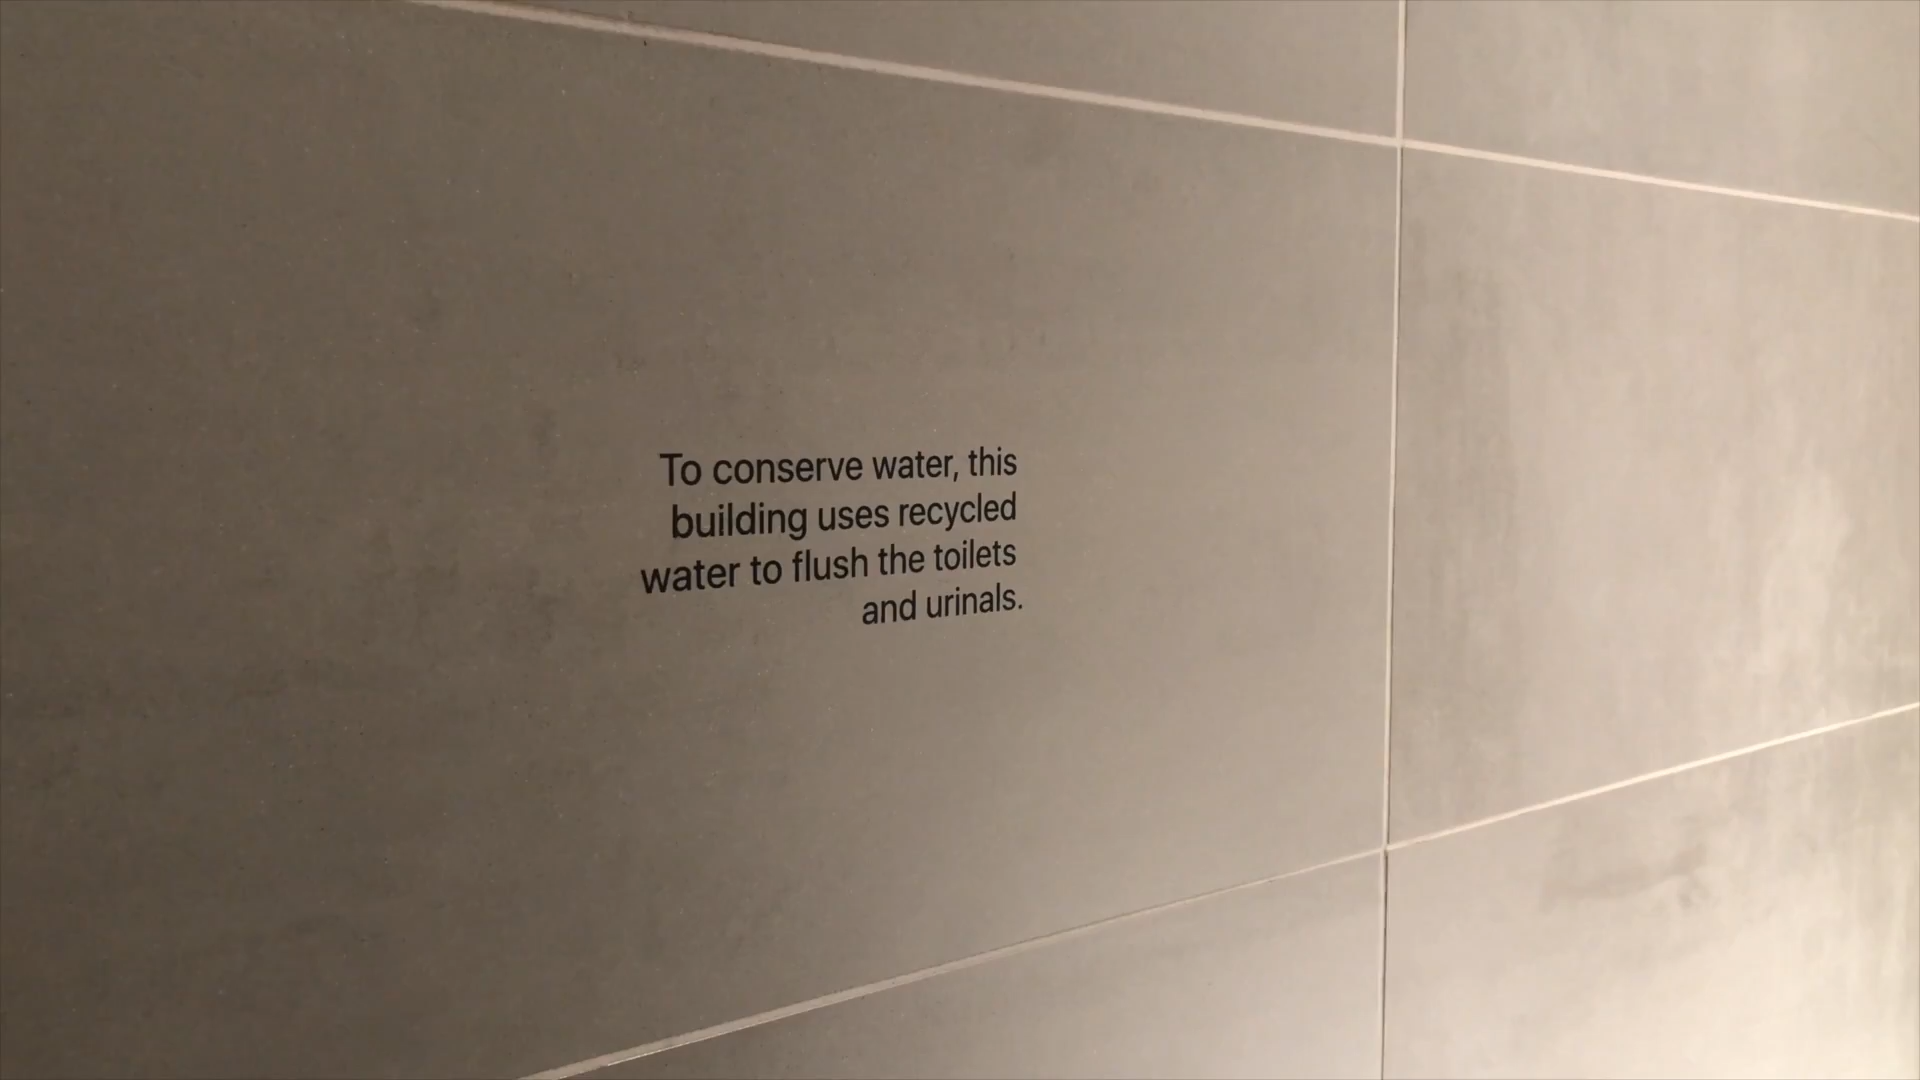 To conserve water, this
building uses recycled
water to flush the toilets
and urinals.